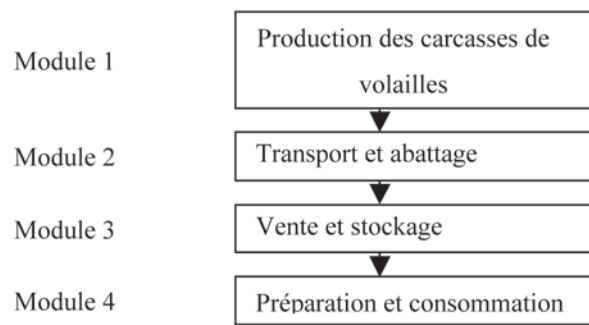 Module 1
Production des carcasses de
volailles
Module 2
Transport et abattage
Module 3
Vente et stockage
Module 4
Préparation et consommation